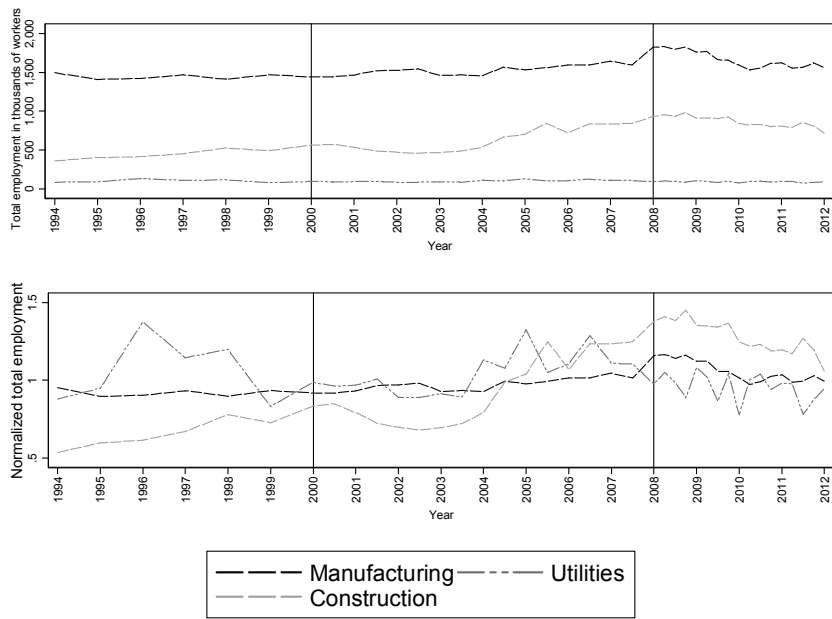 Total employment in thousands of workers
2,000
1,500
1,000
500
0
1994 1995 1996 1997 1998 1999 2000 2001 2002 2003 2004 2005 2006 2007 2008 2009 2010 2011 2012
Year
Normalized total employment
1.5
1
.5
1994 1995 1996 1997 1998 1999 2000 2001 2002 2003 2004 2005 2006 2007 2008 2009 2010 2011 2012
Year
Manufacturing Utilities
Construction